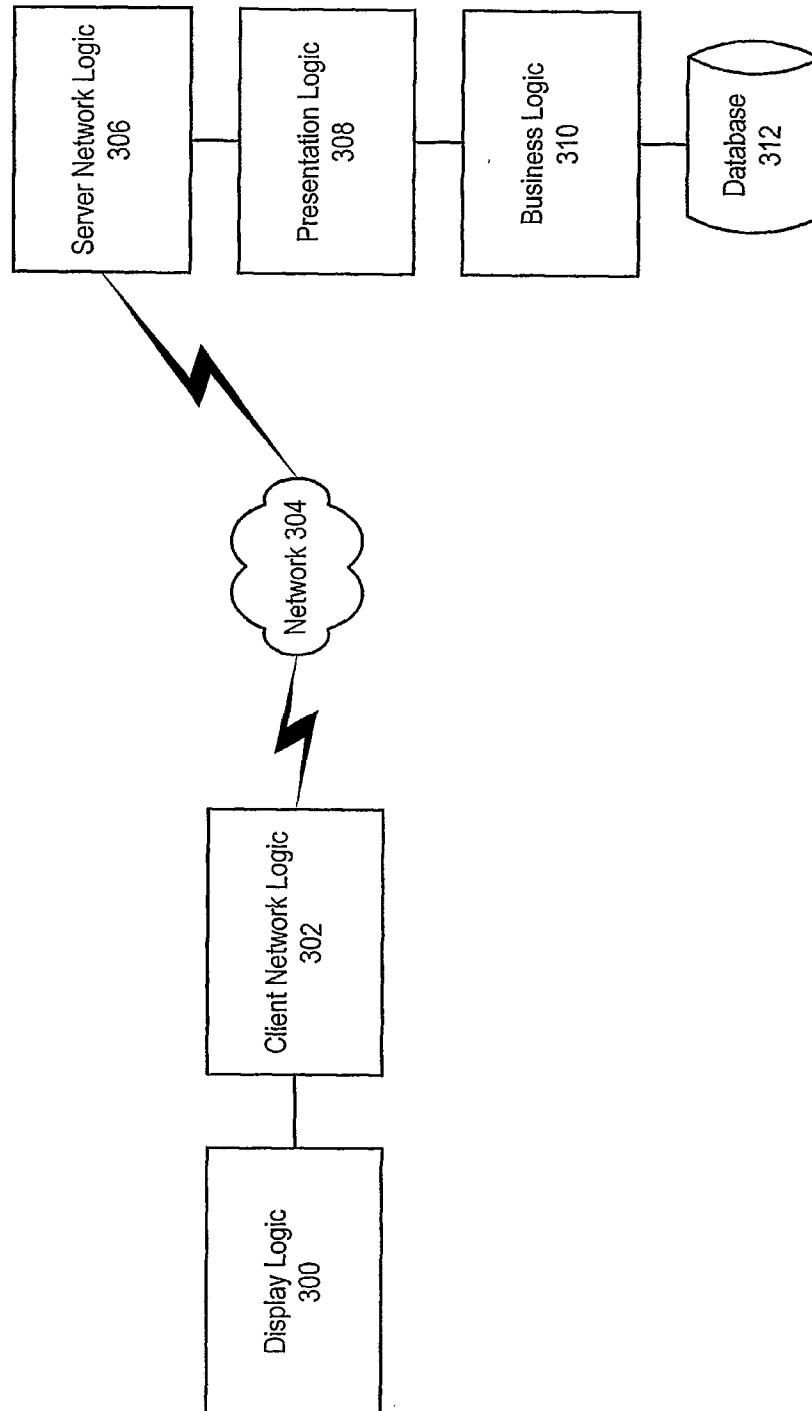 Display Logic
300
Client Network Logic
302
Network 304
Server Network Logic
306
Presentation Logic
308
Business Logic
310
Database
312